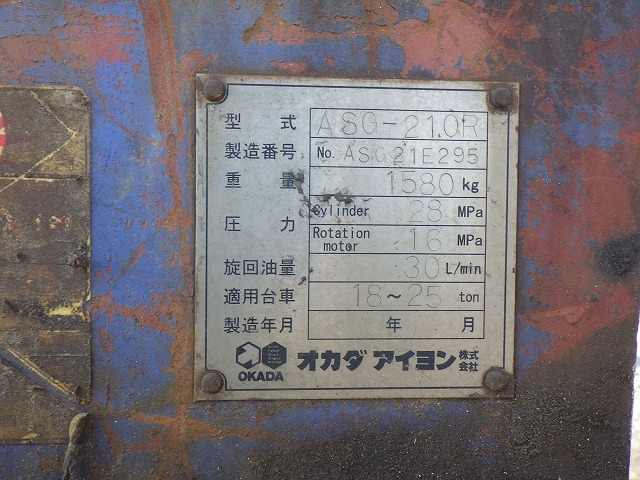 型式 ASG-210R
製造番号 No. ASG21E295
重量 1580 kg
圧力 Cylinder 28 MPa
Rotation motor 16 MPa
旋回油量 30 L/min
適用台車 18~25 ton
製造年月 年 月
OKADA オカダ アイヨン 株式会社